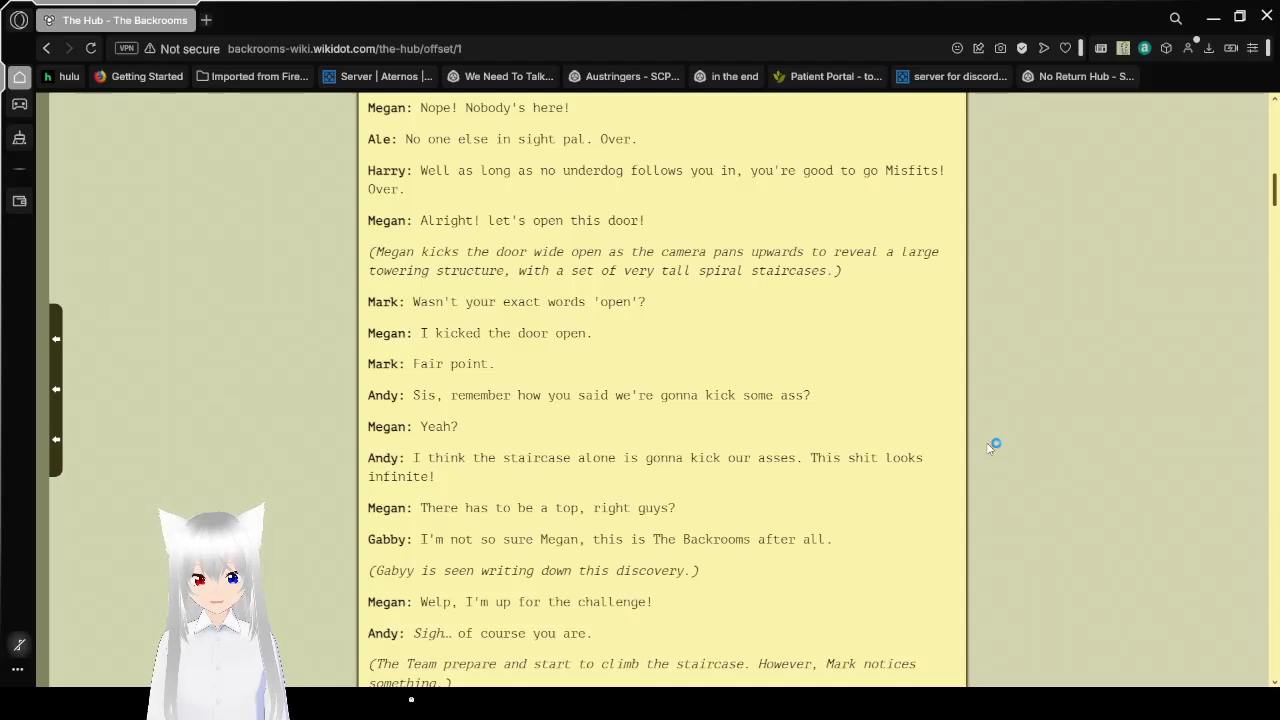 The Hub - The Backrooms
VPN
Not secure
backrooms-wiki.wikidot.com/the-hub/offset/1
hulu
Getting Started
Imported from Fire...
Server | Aternos |...
We Need To Talk...
Austringers - SCP...
in the end
Patient Portal - to...
server for discord...
No Return Hub - S...
Megan: Nope! Nobody's here!
Ale: No one else in sight pal. Over.
Harry: Well as long as no underdog follows you in, you're good to go Misfits!
Over.
Megan: Alright! let's open this door!
(Megan kicks the door wide open as the camera pans upwards to reveal a large
towering structure, with a set of very tall spiral staircases.)
Mark: Wasn't your exact words 'open'?
Megan: I kicked the door open.
Mark: Fair point.
Andy: Sis, remember how you said we're gonna kick some ass?
Megan: Yeah?
Andy: I think the staircase alone is gonna kick our asses. This shit looks
infinite!
Megan: There has to be a top, right guys?
Gabby: I'm not so sure Megan, this is The Backrooms after all.
(Gabyy is seen writing down this discovery.)
Megan: Welp, I'm up for the challenge!
Andy: Sigh… of course you are.
(The Team prepare and start to climb the staircase. However, Mark notices
something.)